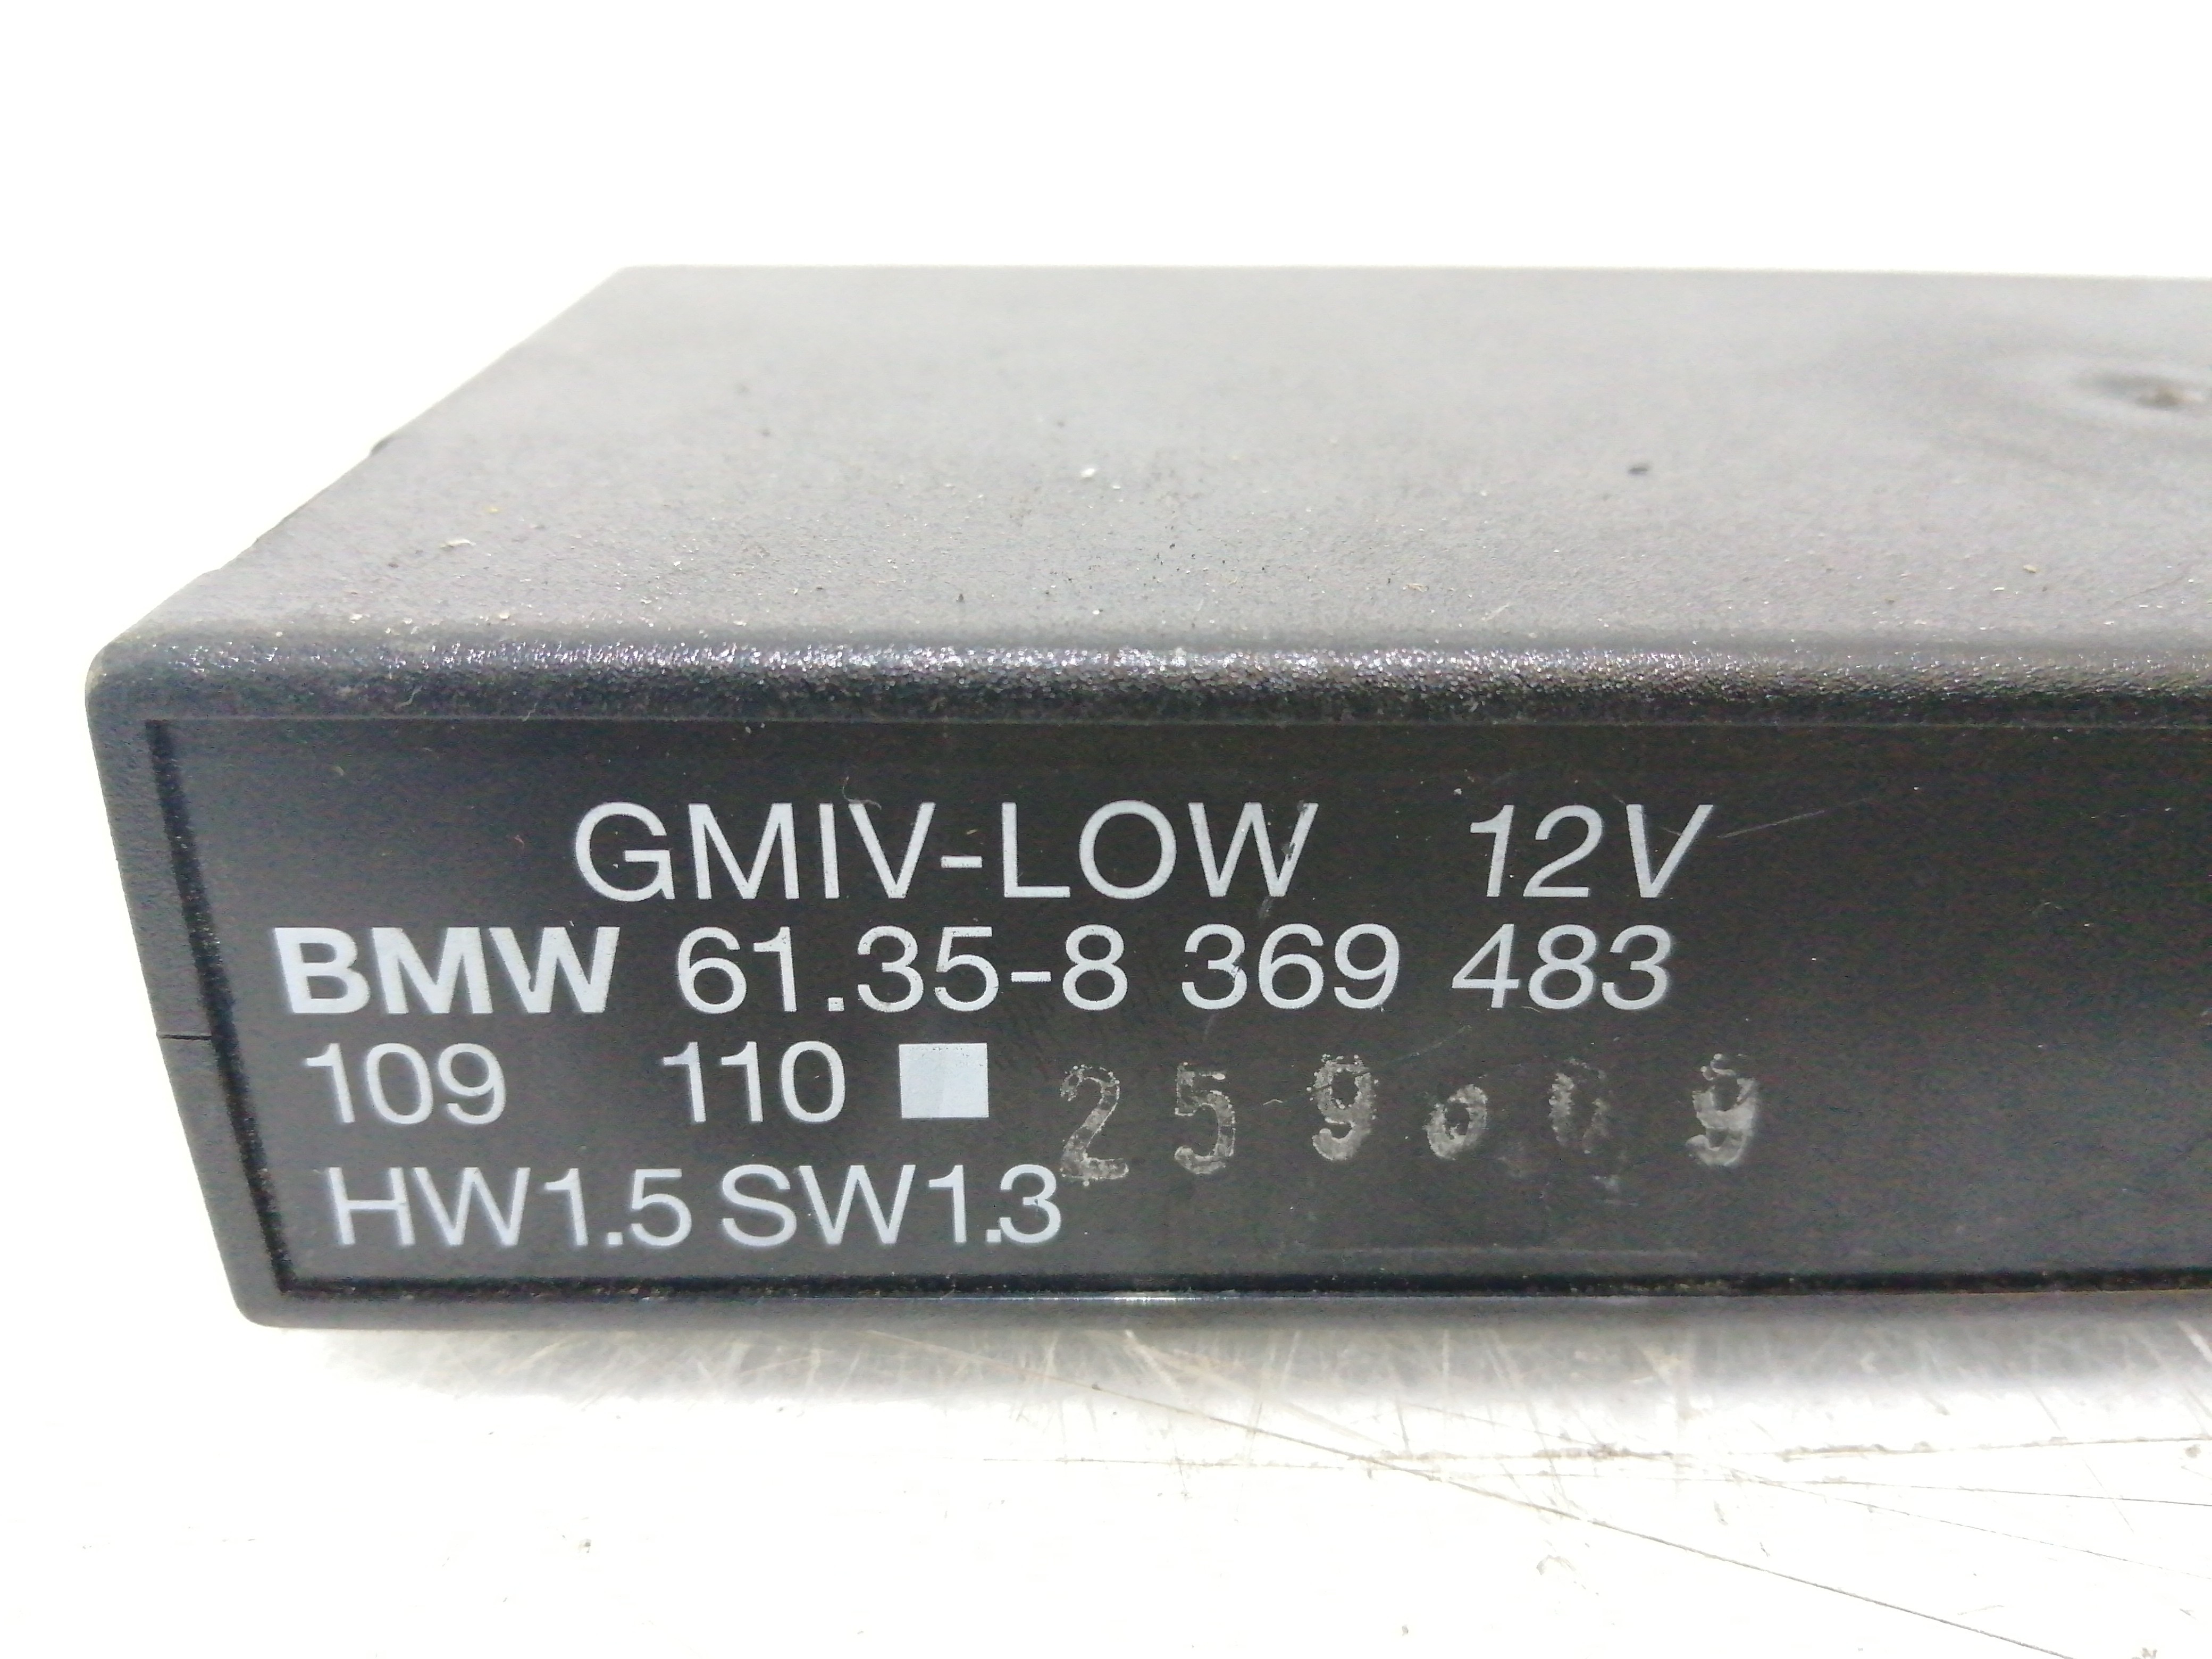 GMIV-LOW 12V
BMW 61.35-8 369 483
109 110 259009
HW1.5 SW1.3